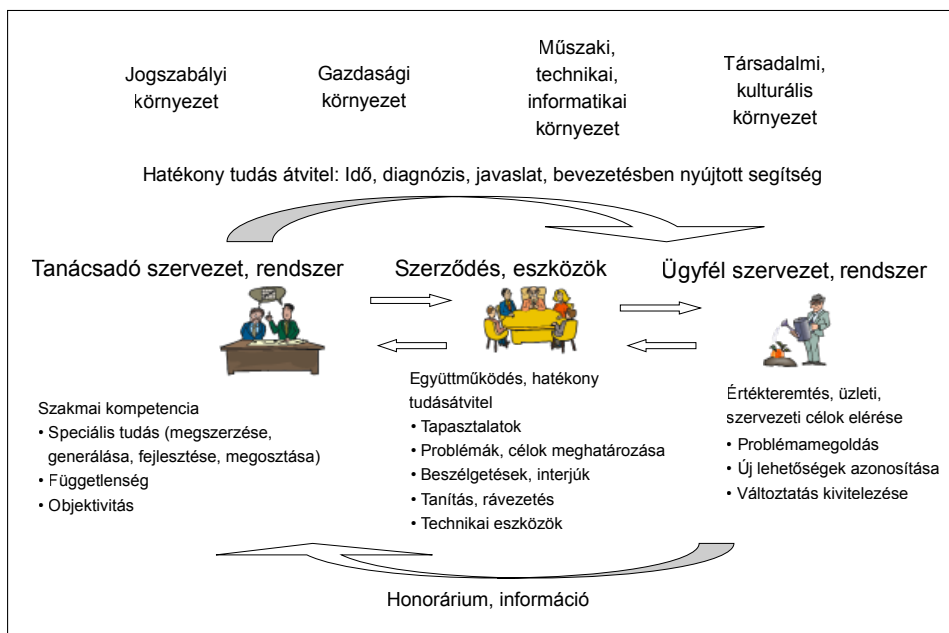 Jogszabályi
környezet
Gazdasági
környezet
Műszaki,
technikai,
informatikai
környezet
Társadalmi,
kulturális
környezet
Hatékony tudás átvitel: Idő, diagnózis, javaslat, bevezetésben nyújtott segítség
Tanácsadó szervezet, rendszer
Szerződés, eszközök
Ügyfél szervezet, rendszer
Szakmai kompetencia
• Speciális tudás (megszerzése,
generálása, fejlesztése, megosztása)
• Függetlenség
• Objektivitás
Együttműködés, hatékony
tudásátvitel
• Tapasztalatok
• Problémák, célok meghatározása
• Beszélgetések, interjúk
• Tanítás, rávezetés
• Technikai eszközök
Értékteremtés, üzleti,
szervezeti célok elérése
• Problémamegoldás
• Új lehetőségek azonosítása
• Változtatás kivitelezése
Honorárium, információ